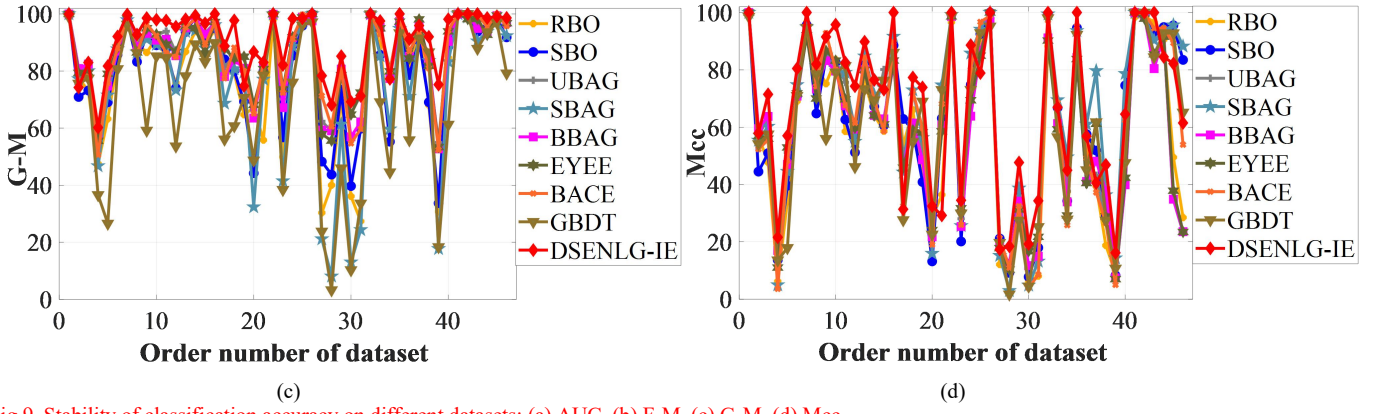 100
80
60
40
20
0
G-M
0 10 20 30 40
Order number of dataset
(c)
RBO
SBO
UBAG
SBAG
BBAG
EYEE
BACE
GBDT
DSENLG-IE
100
80
60
40
20
0
Mcc
0 10 20 30 40
Order number of dataset
(d)
RBO
SBO
UBAG
SBAG
BBAG
EYEE
BACE
GBDT
DSENLG-IE
ig.9. Stability of classification accuracy on different datasets: (a) AUC, (b) F-M, (c) G-M, (d) Mcc